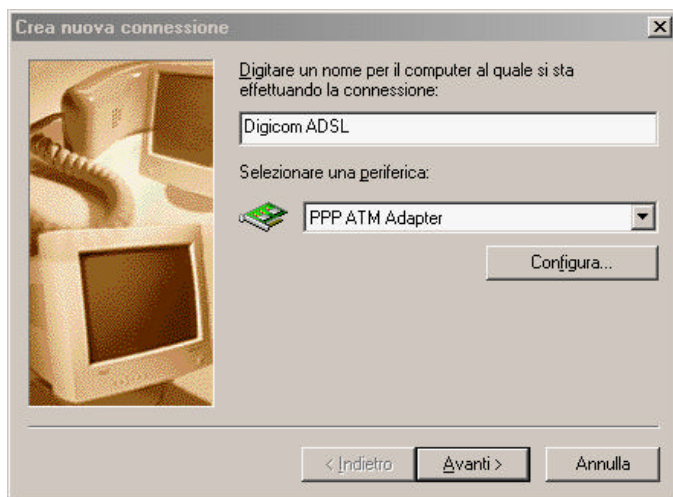 Crea nuova connessione
Digitare un nome per il computer al quale si sta
effettuando la connessione:
Digicom ADSL
Selezionare una periferica:
PPP ATM Adapter
Configura...
< Indietro
Avanti >
Annulla